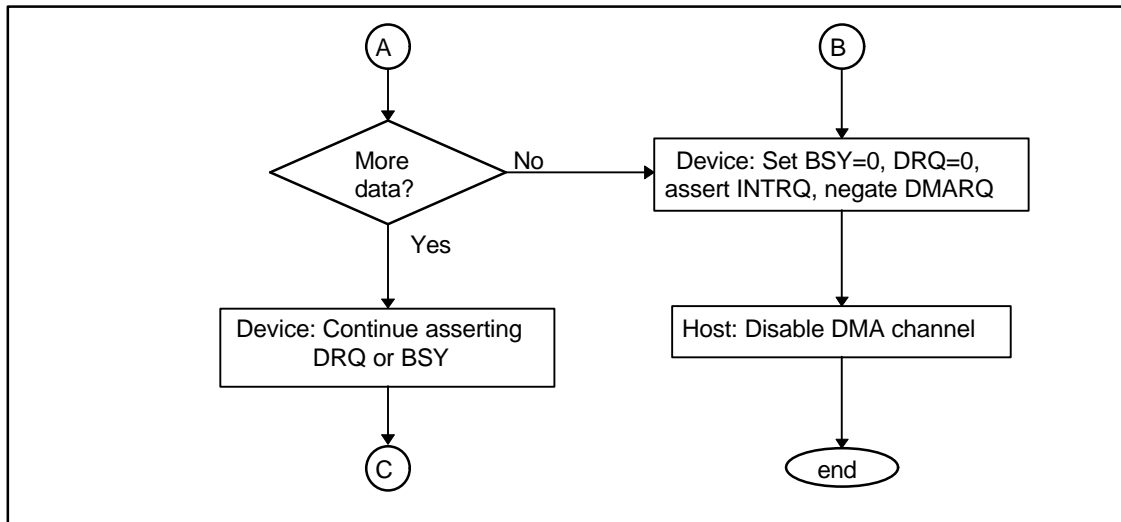 A
B
More
data?
No
Device: Set BSY=0, DRQ=0,
assert INTRQ, negate DMARQ
Yes
Device: Continue asserting
DRQ or BSY
Host: Disable DMA channel
C
end